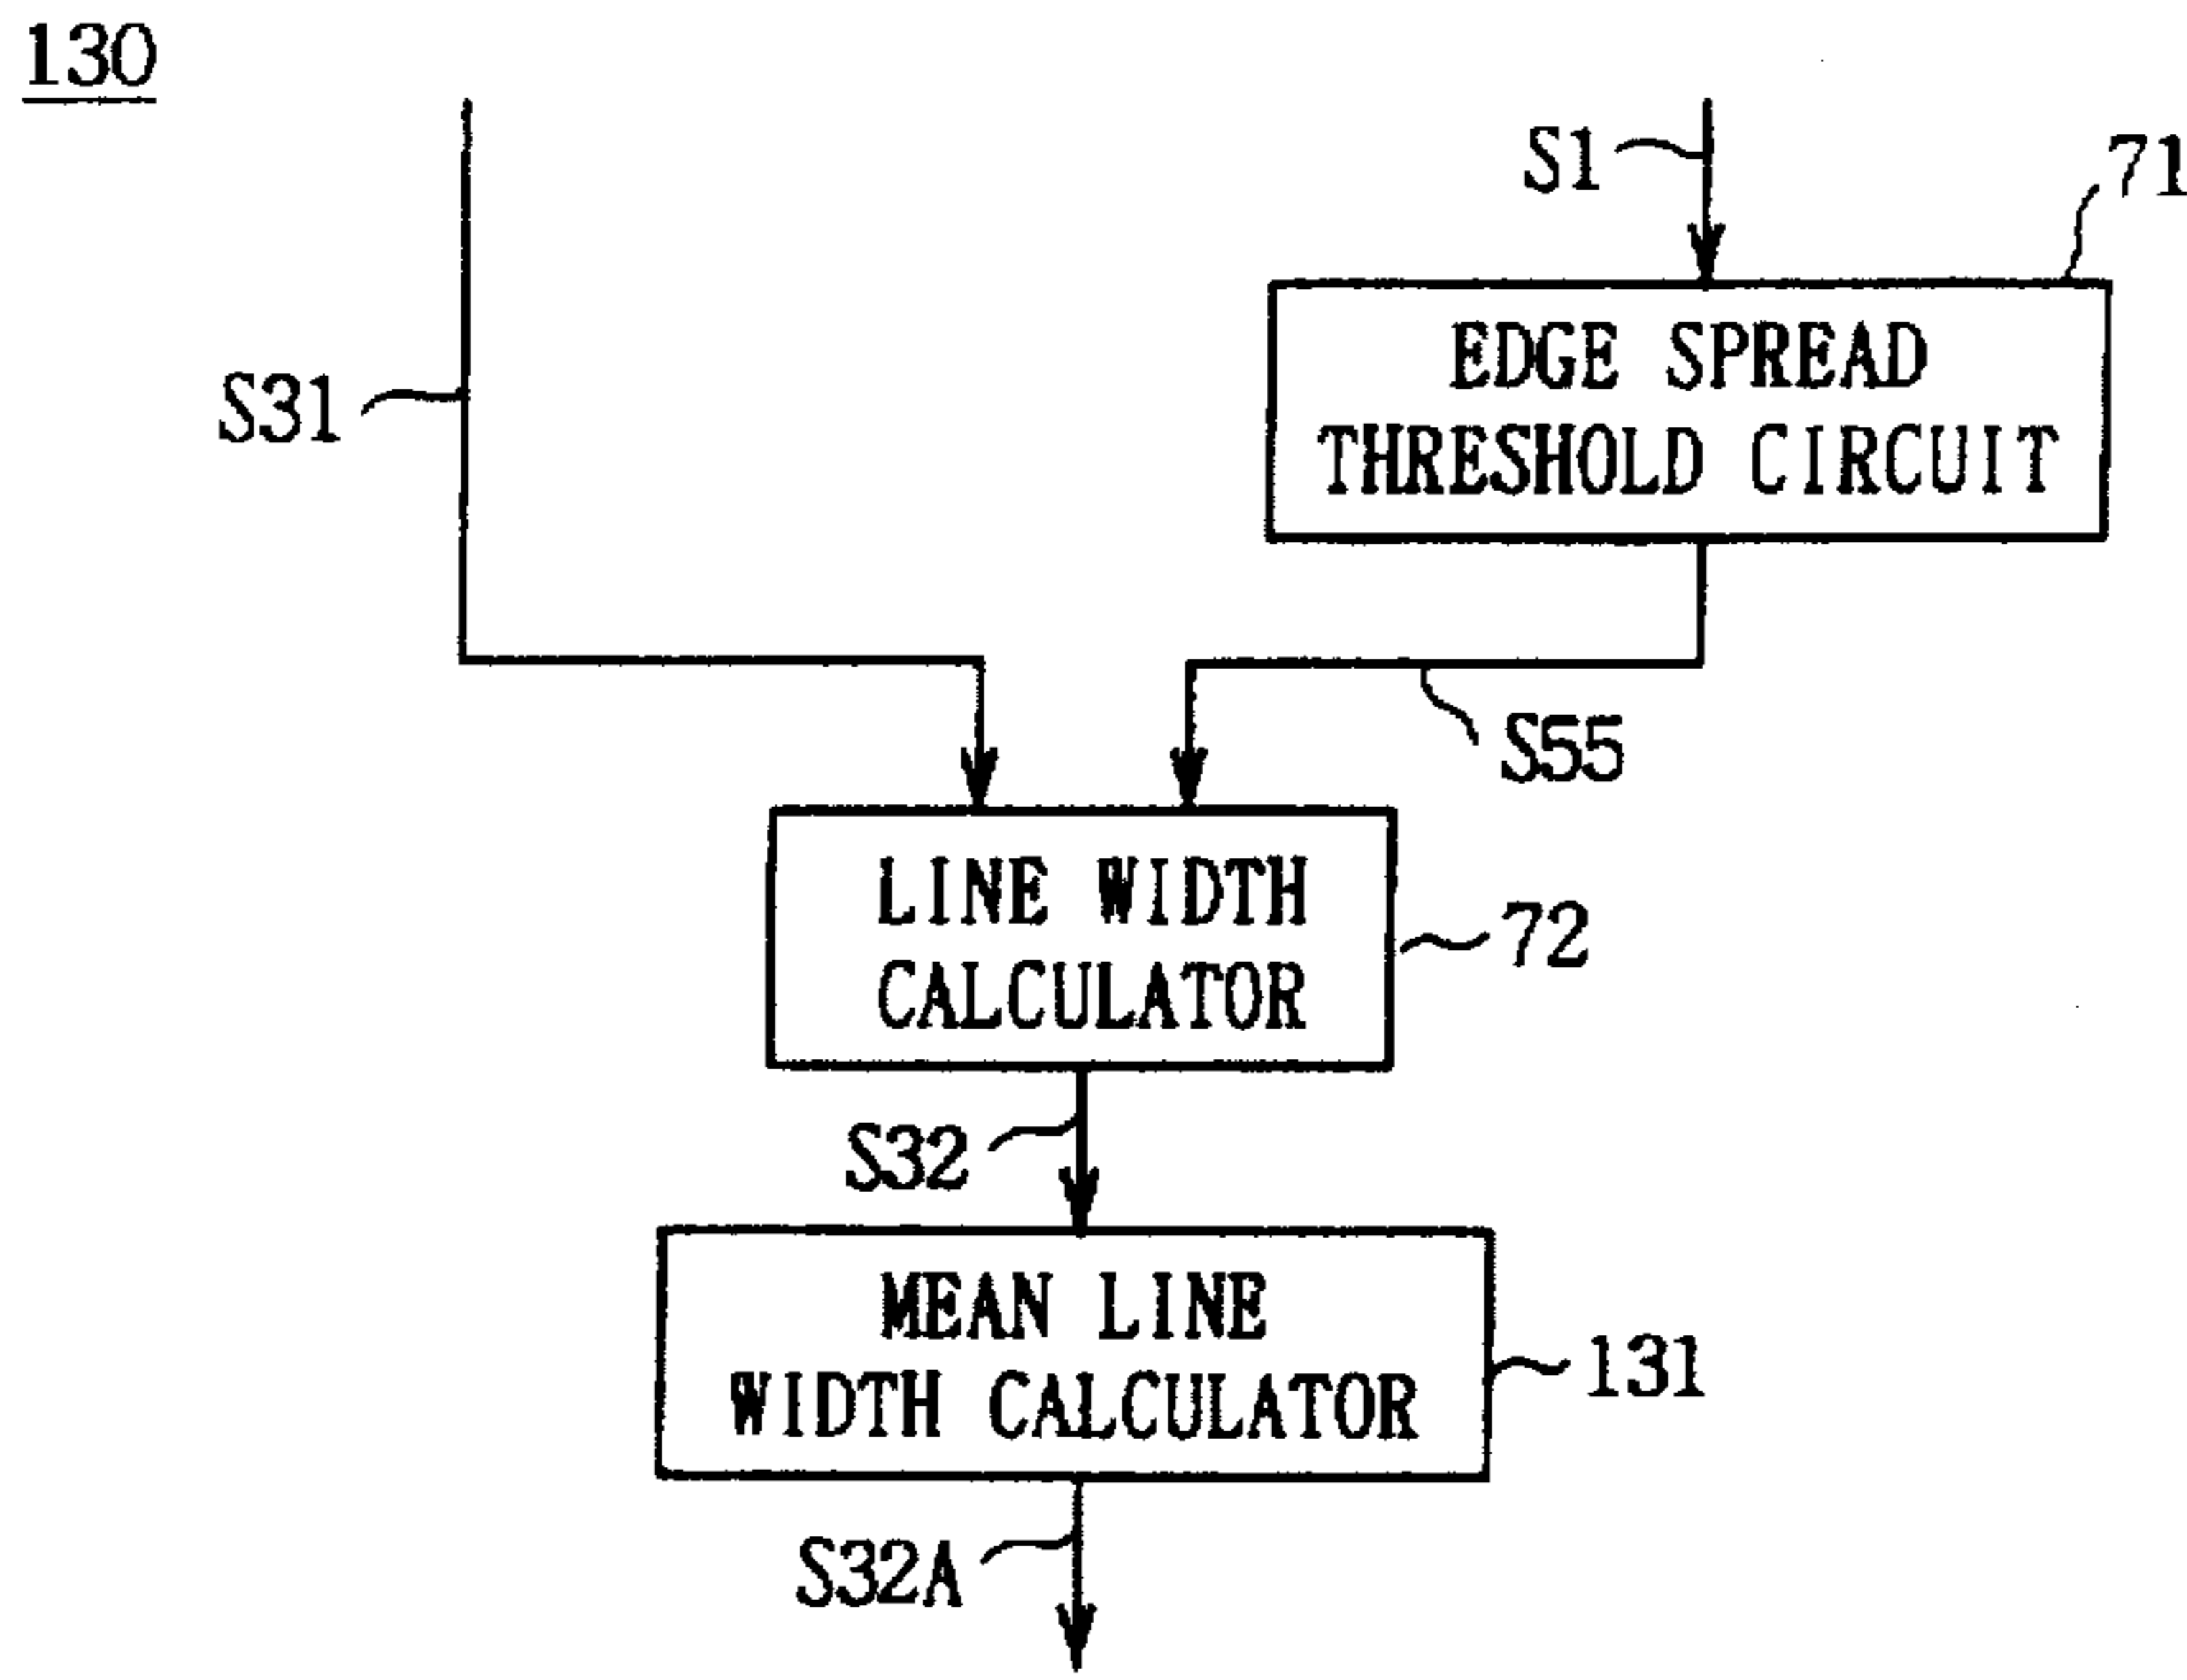 130
S1
71
EDGE SPREAD
THRESHOLD CIRCUIT
S31
S55
LINE WIDTH
CALCULATOR
72
S32
MEAN LINE
WIDTH CALCULATOR
131
S32A